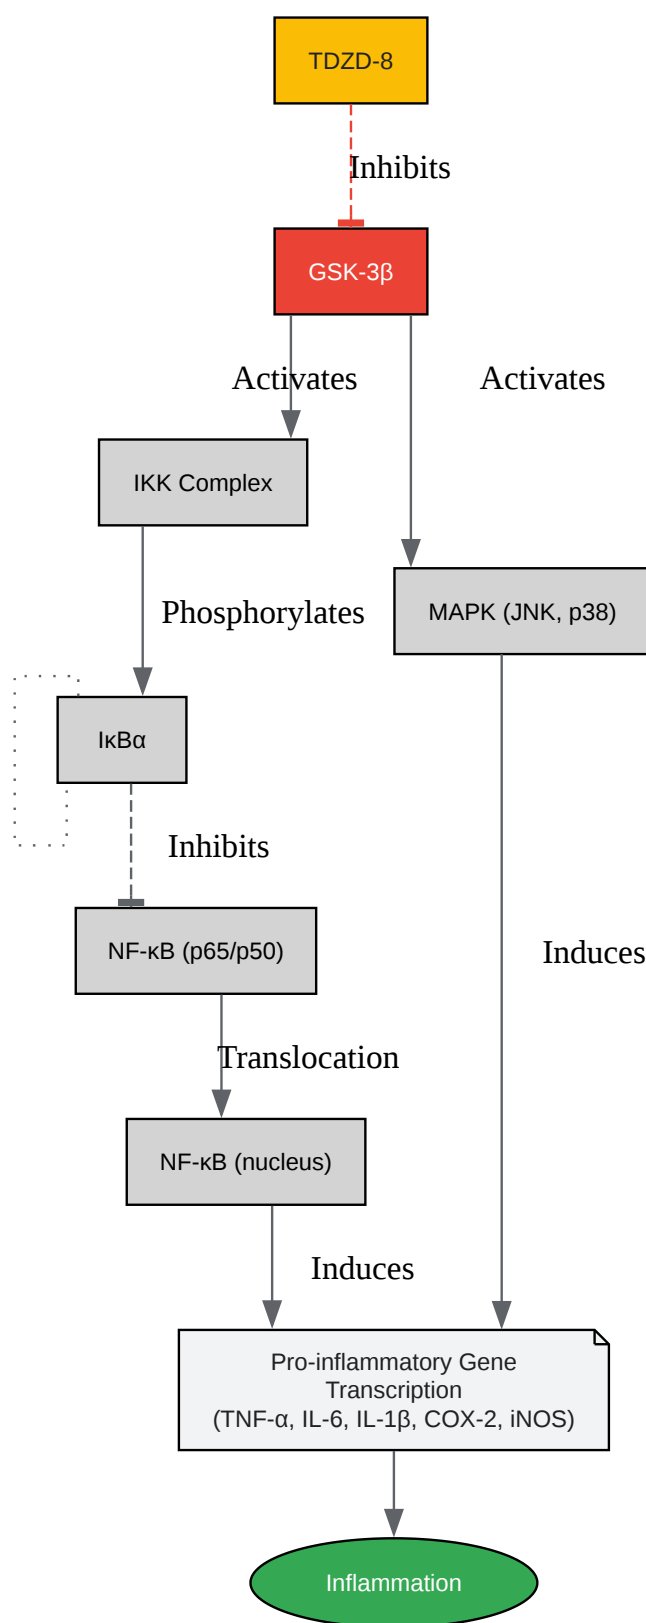 TDZD-8
Inhibits
GSK-3β
Activates
Activates
IKK Complex
Phosphorylates
MAPK (JNK, p38)
IκBα
Inhibits
NF-κB (p65/p50)
Induces
Translocation
NF-κB (nucleus)
Induces
Pro-inflammatory Gene
Transcription
(TNF-α, IL-6, IL-1β, COX-2, iNOS)
Inflammation